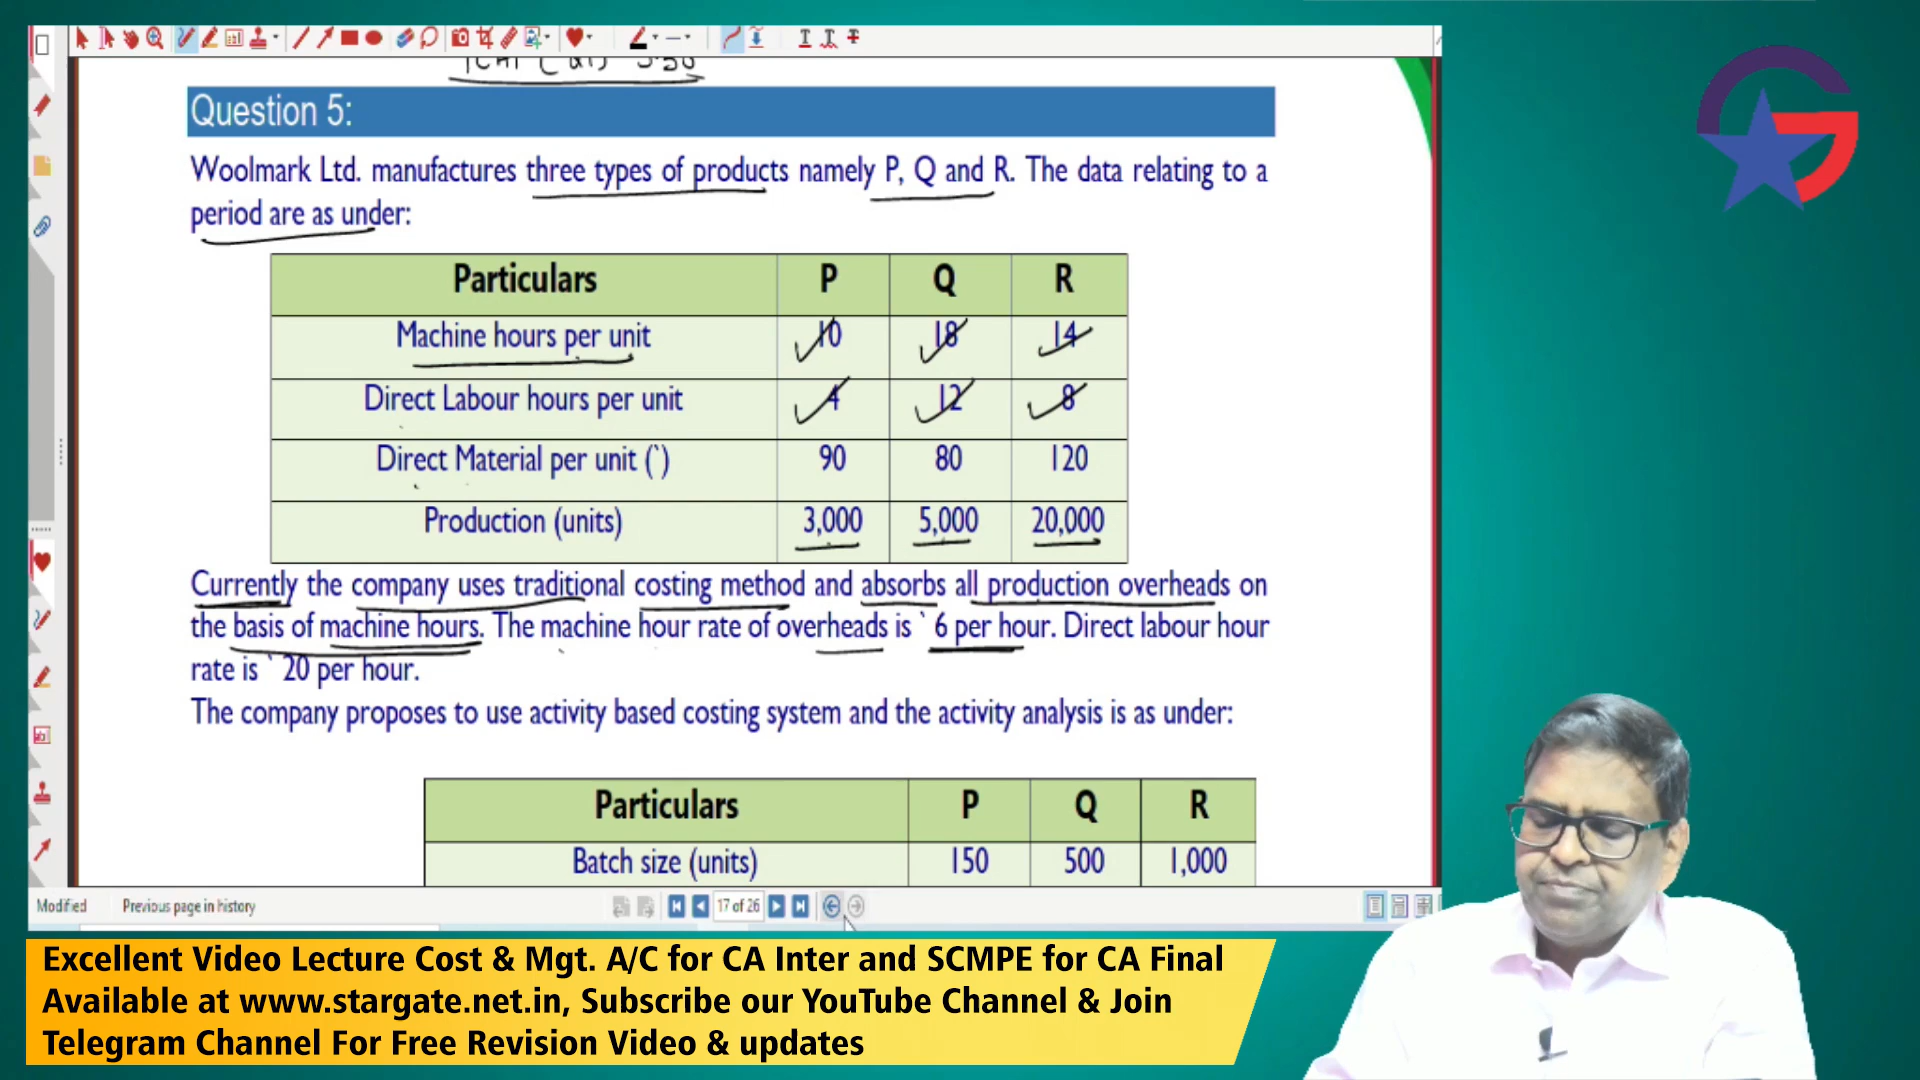 Question 5:
Woolmark Ltd. manufactures three types of products namely P, Q and R. The data relating to a
period are as under:
Particulars P Q R
Machine hours per unit 10 18 14
Direct Labour hours per unit 4 12 8
Direct Material per unit (`) 90 80 120
Production (units) 3,000 5,000 20,000
Currently the company uses traditional costing method and absorbs all production overheads on
the basis of machine hours. The machine hour rate of overheads is ` 6 per hour. Direct labour hour
rate is ` 20 per hour.
The company proposes to use activity based costing system and the activity analysis is as under:
Particulars P Q R
Batch size (units) 150 500 1,000
Modified Previous page in history 17 of 26
Excellent Video Lecture Cost & Mgt. A/C for CA Inter and SCMPE for CA Final
Available at www.stargate.net.in, Subscribe our YouTube Channel & Join
Telegram Channel For Free Revision Video & updates